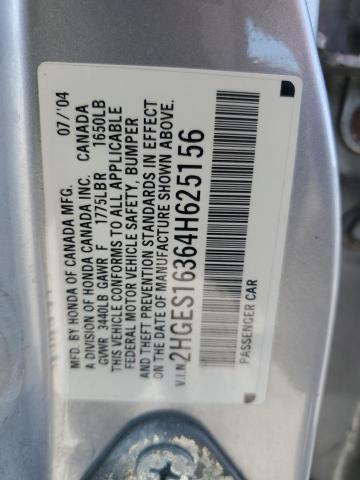 MFD. BY HONDA OF CANADA MFG. 07/'04
A DIVISION OF HONDA CANADA INC. CANADA
GVWR 3440LB GAWR F 1775LBR 1650LB
THIS VEHICLE CONFORMS TO ALL APPLICABLE
FEDERAL MOTOR VEHICLE SAFETY, BUMPER
AND THEFT PREVENTION STANDARDS IN EFFECT
ON THE DATE OF MANUFACTURE SHOWN ABOVE.
V.I.N 2HGES16364H625156
PASSENGER CAR